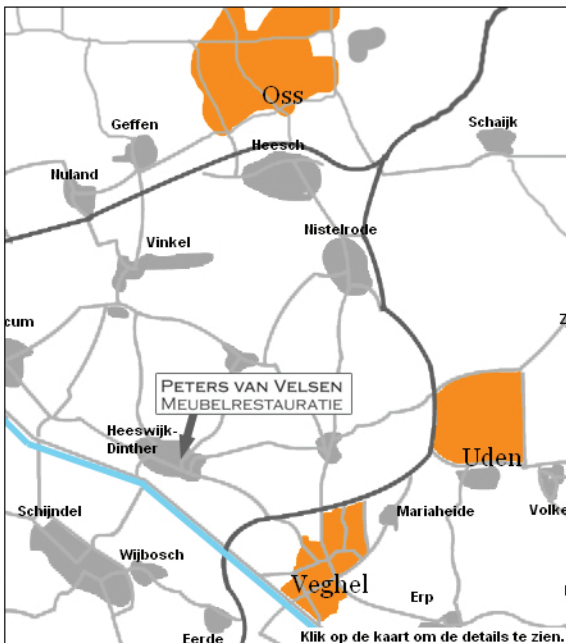 Oss
Geffen
Schaijk
Heesch
Nuland
Nistelrode
Vinkel
cum
Z
PETERS VAN VELSEN
MEUBELRESTAURATIE
Heeswijk-
Dinther
Uden
Schijndel
Mariaheide
Volke
Wijbosch
Veghel
Erp
Eerde
Klik op de kaart om de details te zien.